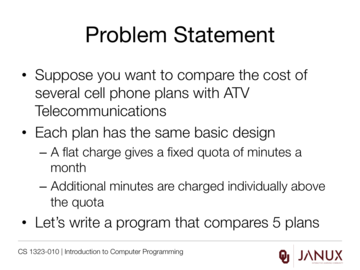 Problem Statement
• Suppose you want to compare the cost of
several cell phone plans with ATV
Telecommunications
• Each plan has the same basic design
– A flat charge gives a fixed quota of minutes a
month
– Additional minutes are charged individually above
the quota
• Let's write a program that compares 5 plans
CS 1323-010 | Introduction to Computer Programming
JANUX